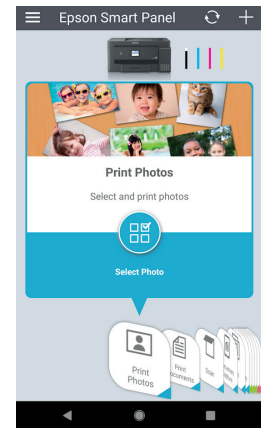 Epson Smart Panel
Print Photos
Select and print photos
Select Photo
Print
Photos
Print
Documents
Scan